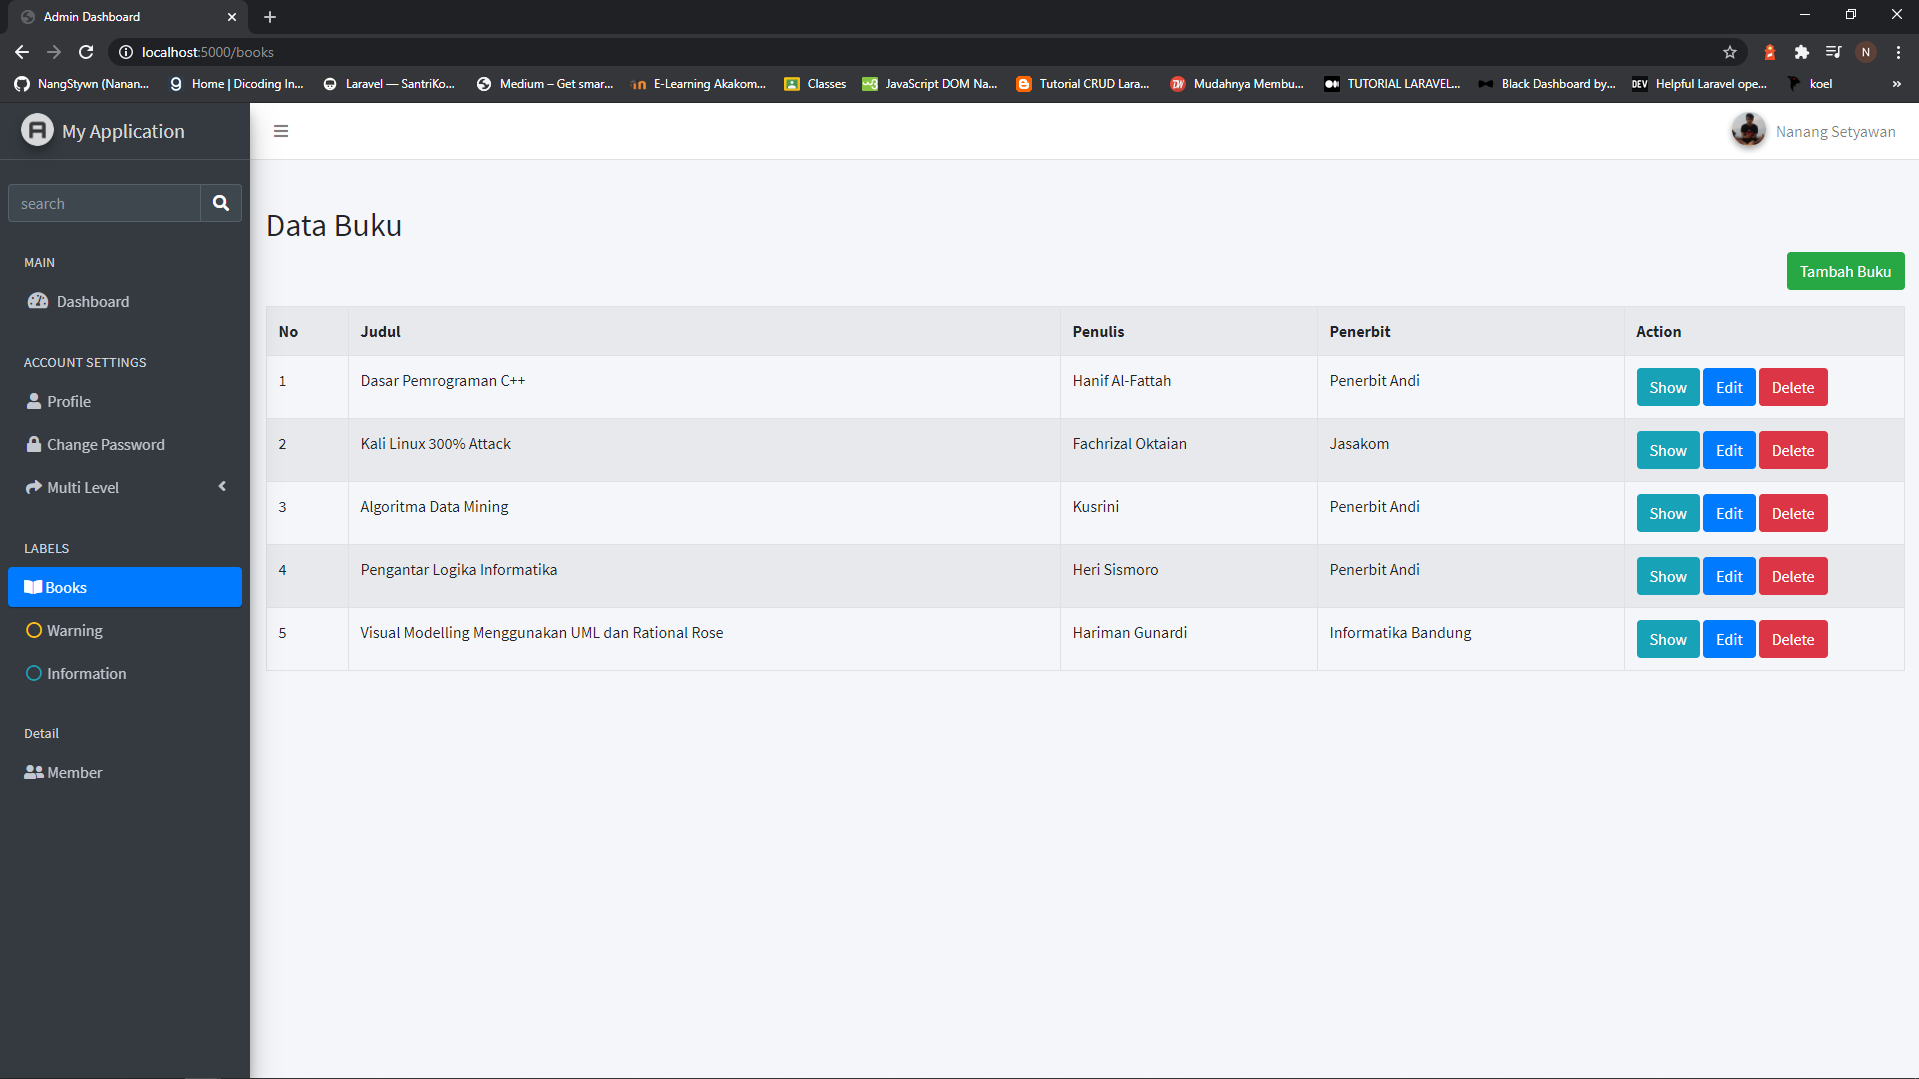 Admin Dashboard
localhost:5000/books
N
NangStywn (Nanan...
Home | Dicoding In...
Laravel — SantriKo...
Medium – Get smar...
E-Learning Akakom...
Classes
JavaScript DOM Na...
Tutorial CRUD Lara...
Mudahnya Membu...
TUTORIAL LARAVEL...
Black Dashboard by...
DEV Helpful Laravel ope...
koel
»
My Application
Nanang Setyawan
search
MAIN
Dashboard
ACCOUNT SETTINGS
Profile
Change Password
Multi Level
LABELS
Books
Warning
Information
Detail
Member
Data Buku
Tambah Buku
No Judul Penulis Penerbit Action
1 Dasar Pemrograman C++ Hanif Al-Fattah Penerbit Andi Show Edit Delete
2 Kali Linux 300% Attack Fachrizal Oktaian Jasakom Show Edit Delete
3 Algoritma Data Mining Kusrini Penerbit Andi Show Edit Delete
4 Pengantar Logika Informatika Heri Sismoro Penerbit Andi Show Edit Delete
5 Visual Modelling Menggunakan UML dan Rational Rose Hariman Gunardi Informatika Bandung Show Edit Delete